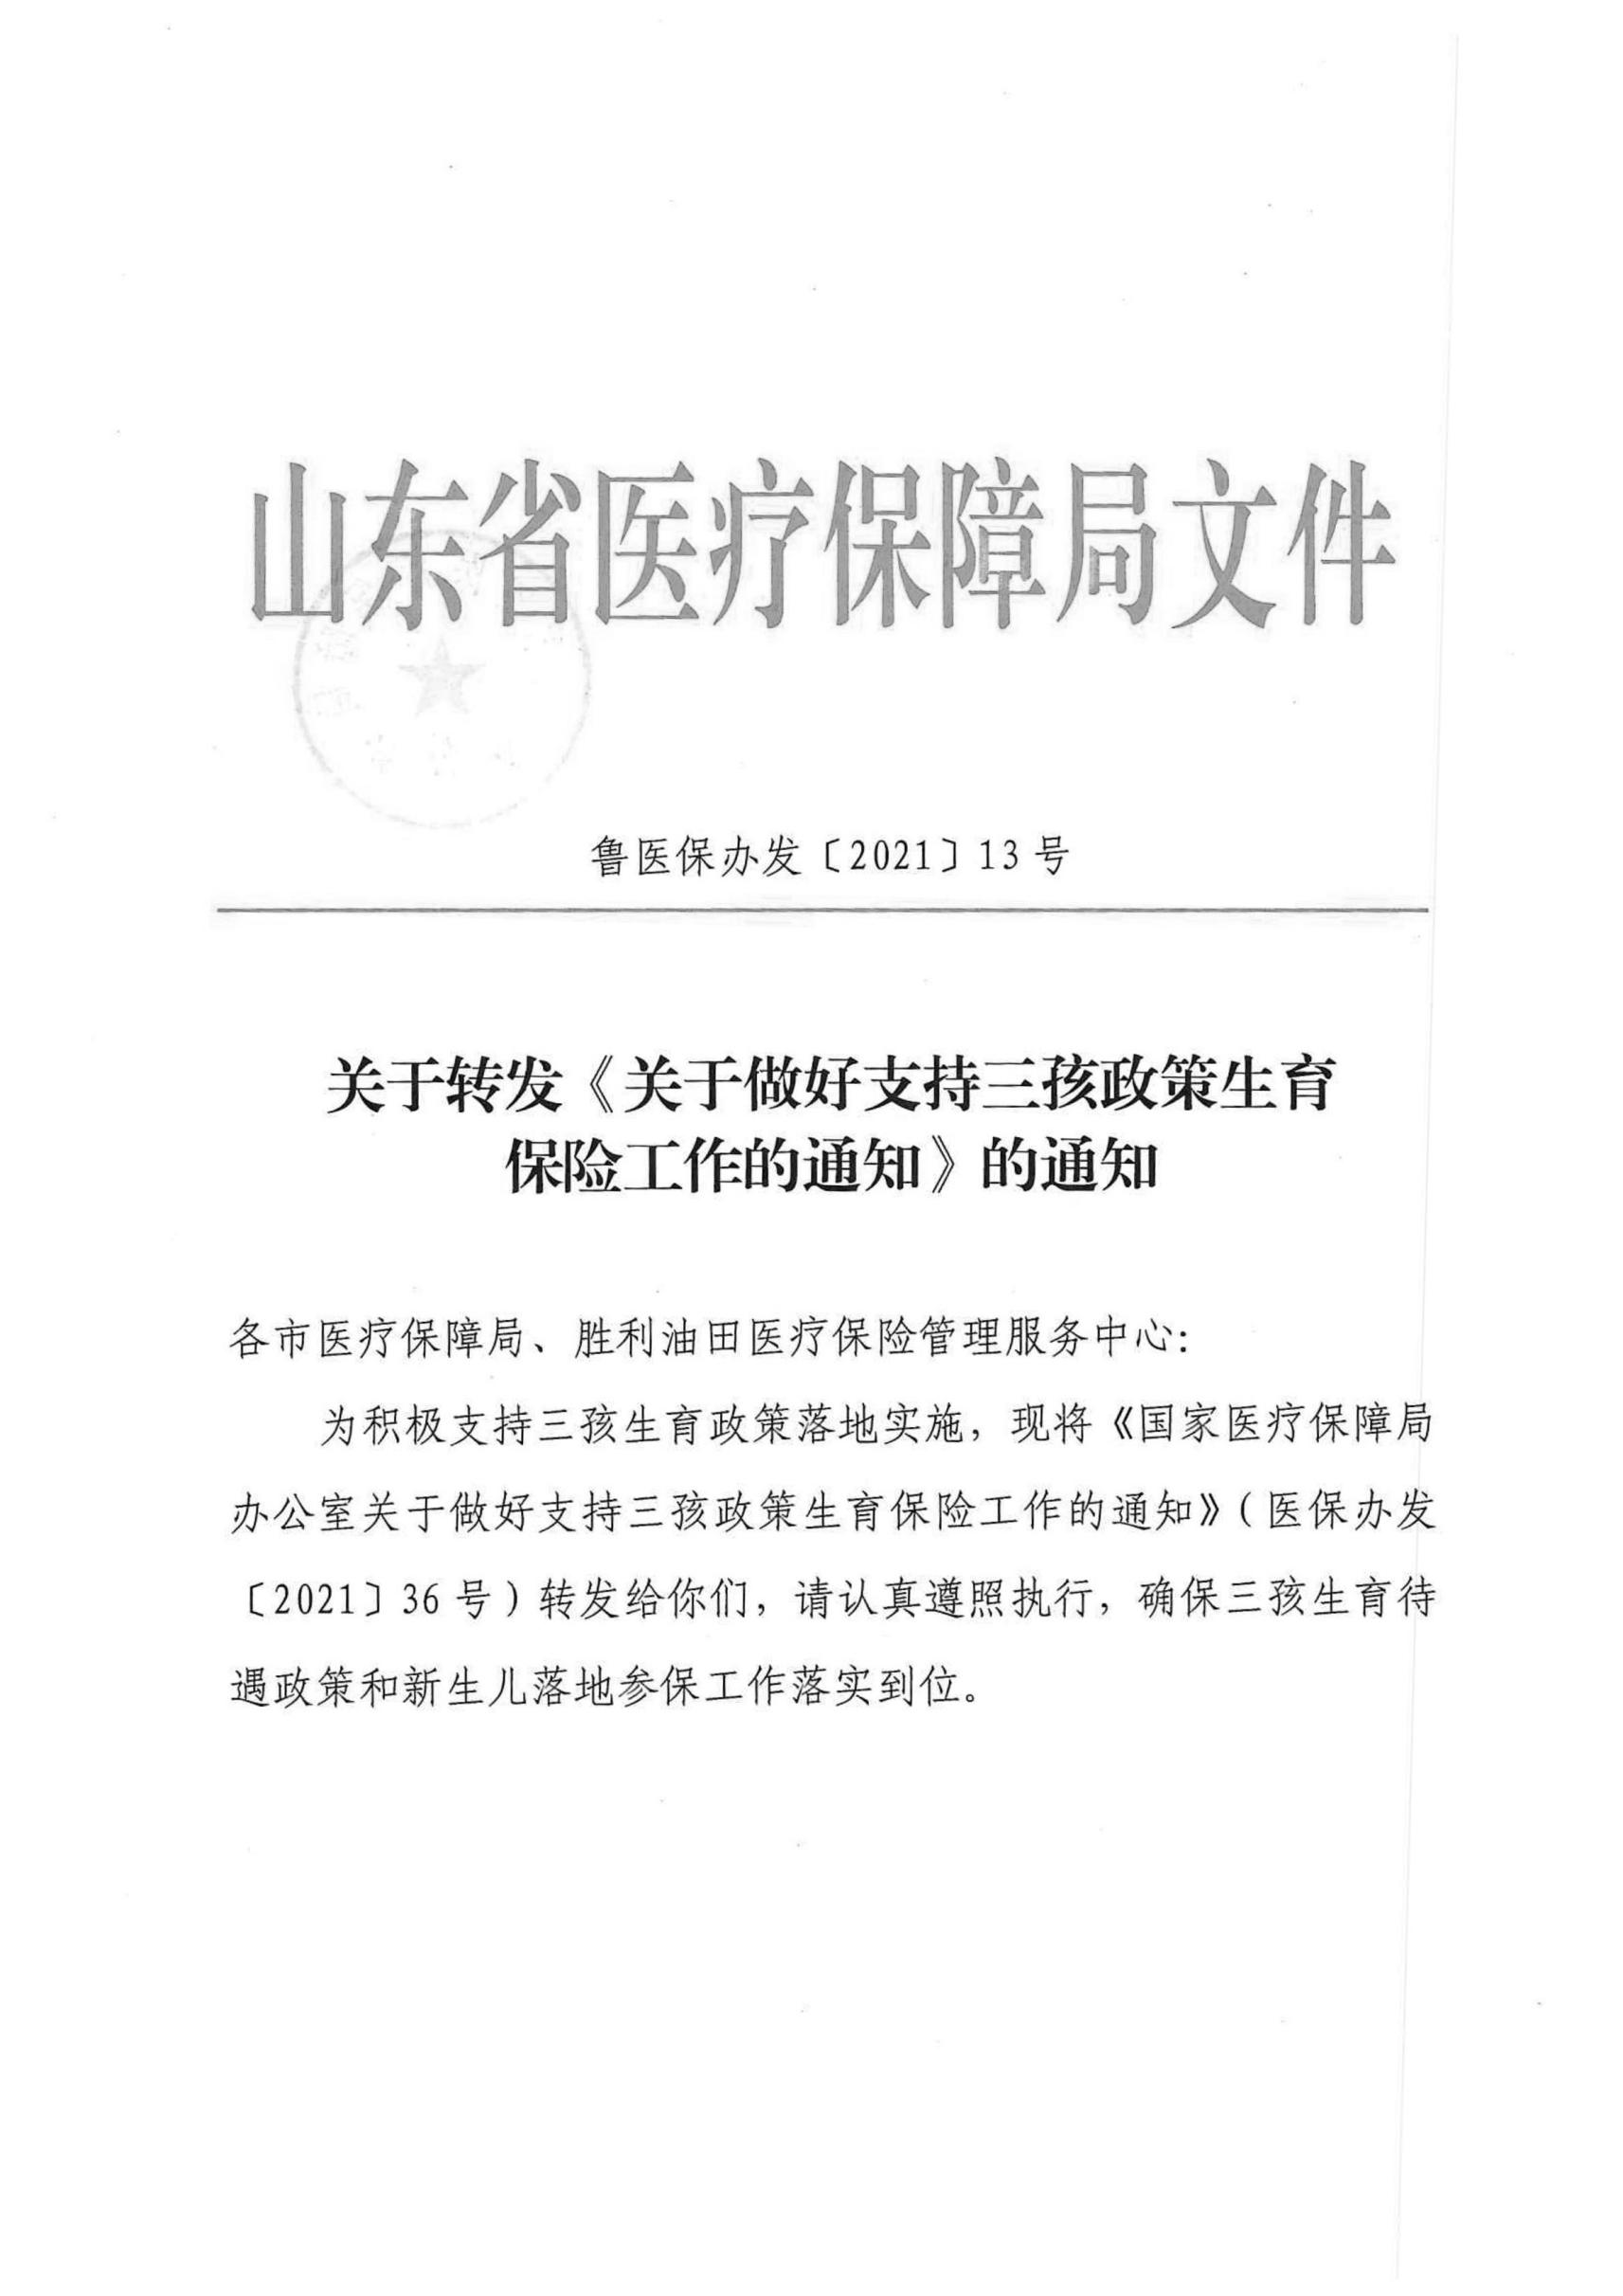 山东省医疗保障局文件
鲁医保办发〔2021〕13号
关于转发《关于做好支持三孩政策生育
保险工作的通知》的通知
各市医疗保障局、胜利油田医疗保险管理服务中心：
为积极支持三孩生育政策落地实施，现将《国家医疗保障局
办公室关于做好支持三孩政策生育保险工作的通知》（医保办发
〔2021〕36号）转发给你们，请认真遵照执行，确保三孩生育待
遇政策和新生儿落地参保工作落实到位。